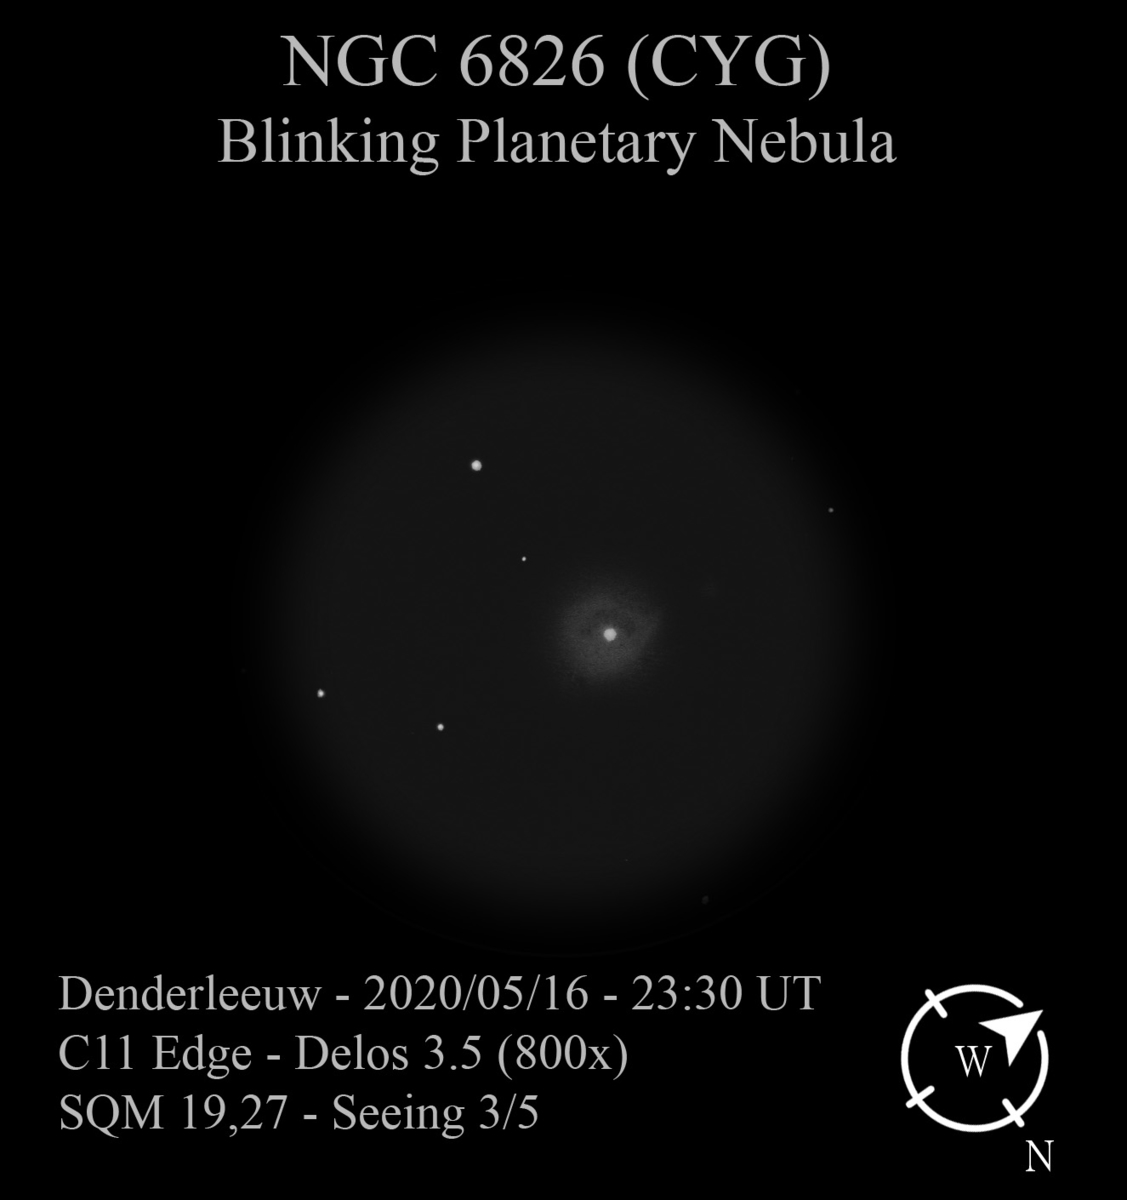 NGC 6826 (CYG)
Blinking Planetary Nebula
Denderleeuw - 2020/05/16 - 23:30 UT
C11 Edge - Delos 3.5 (800x)
SQM 19,27 - Seeing 3/5
W
N